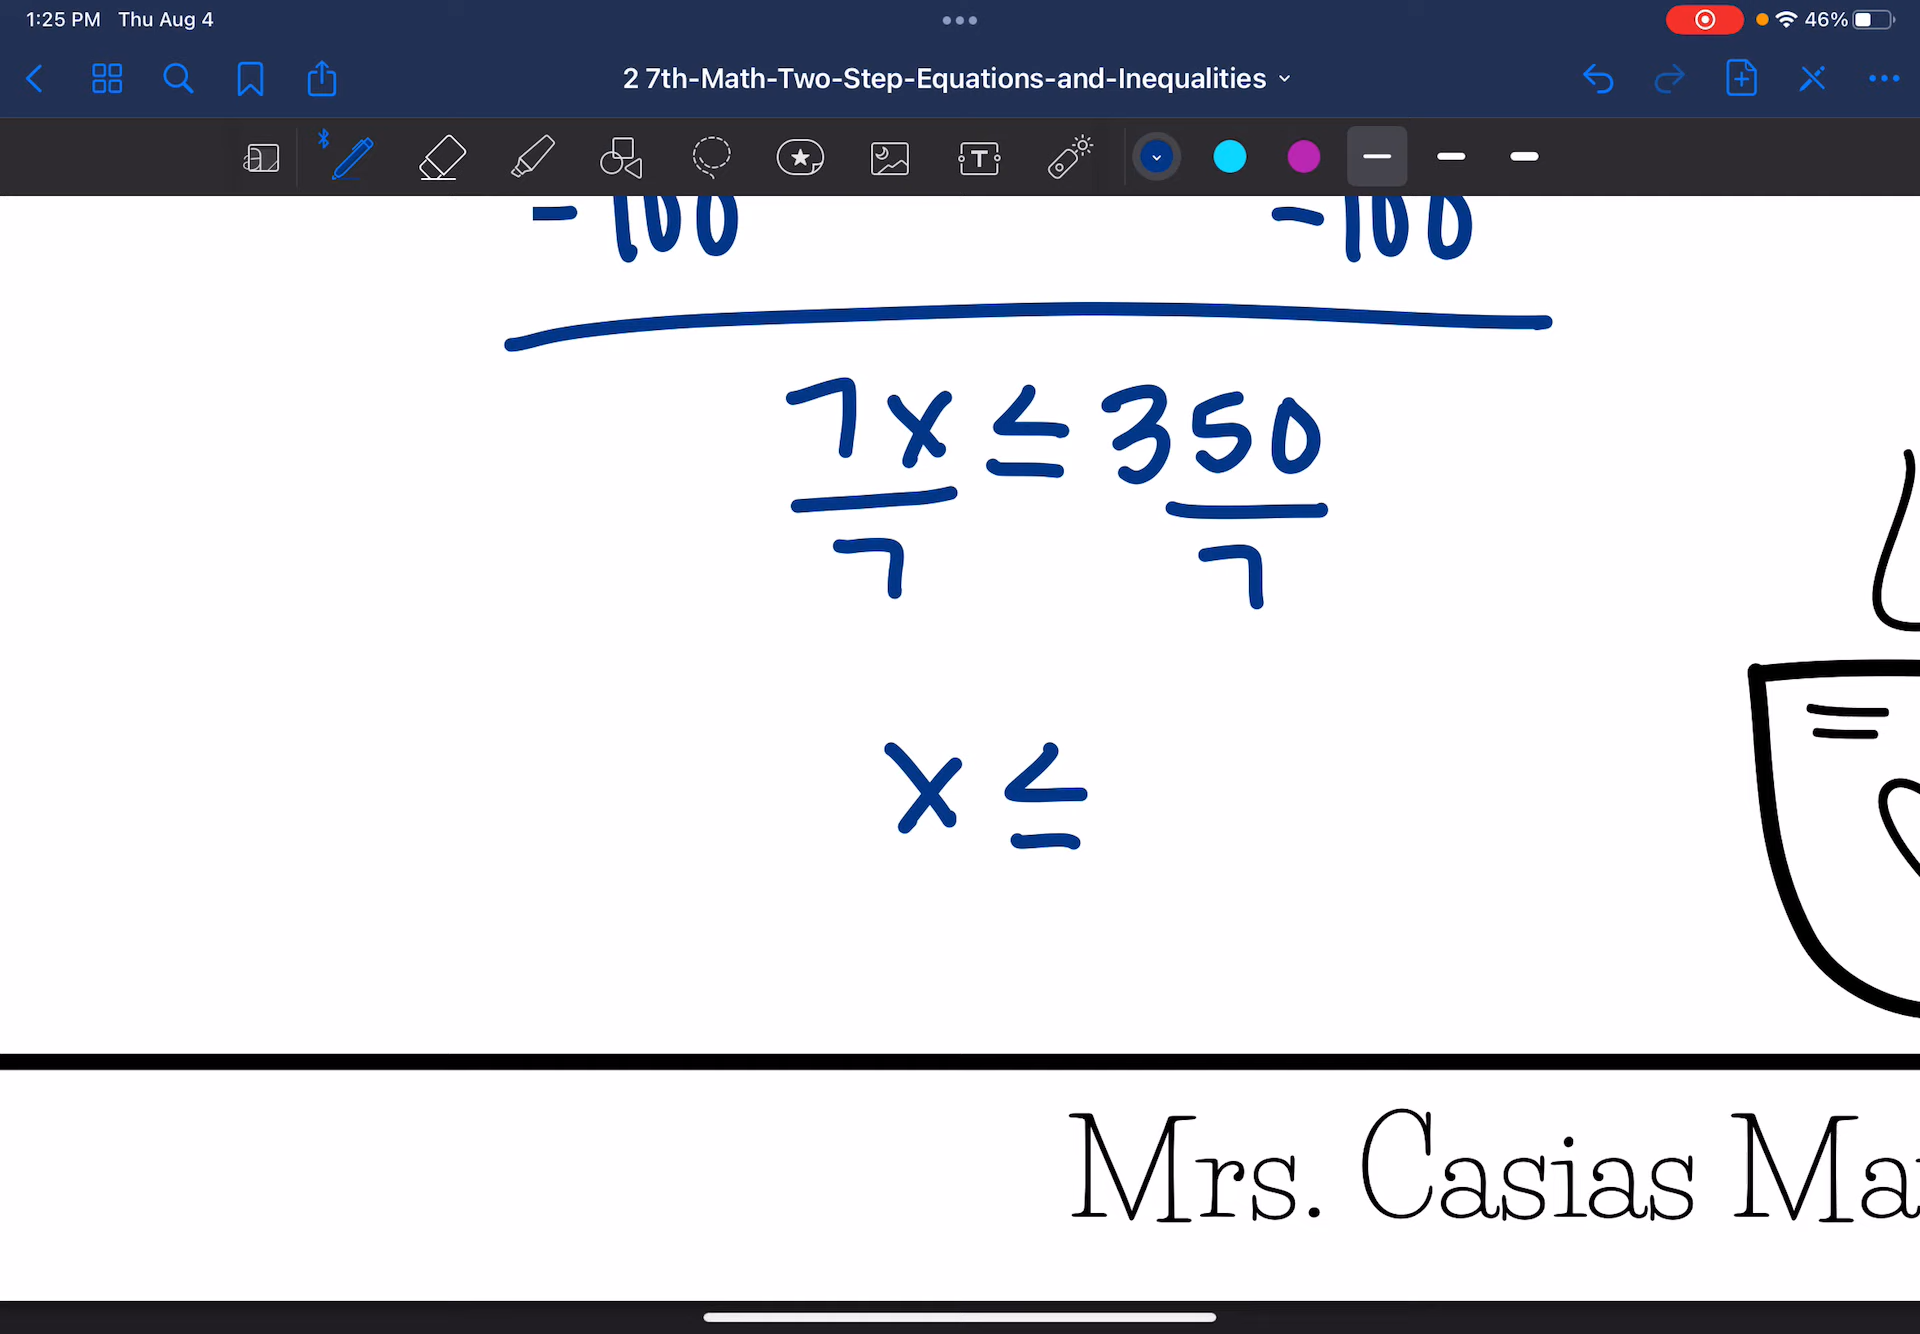 1:25 PM Thu Aug 4 46%
2 7th-Math-Two-Step-Equations-and-Inequalities
T
-100 -100
7x ≤ 350
7 7
x ≤
Mrs. Casias Ma